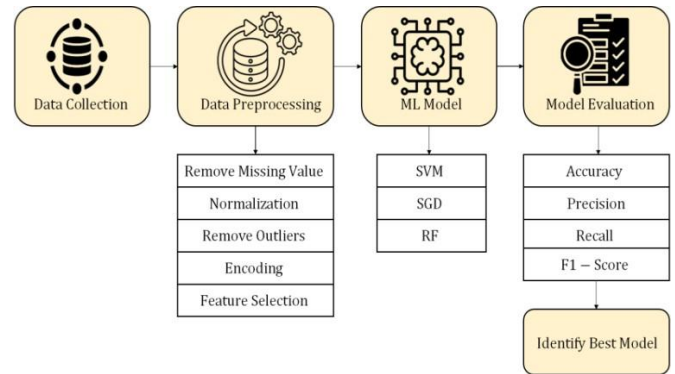 Data Collection
Data Preprocessing
ML Model
Model Evaluation
Remove Missing Value
Normalization
Remove Outliers
Encoding
Feature Selection
SVM
SGD
RF
Accuracy
Precision
Recall
F1 − Score
Identify Best Model